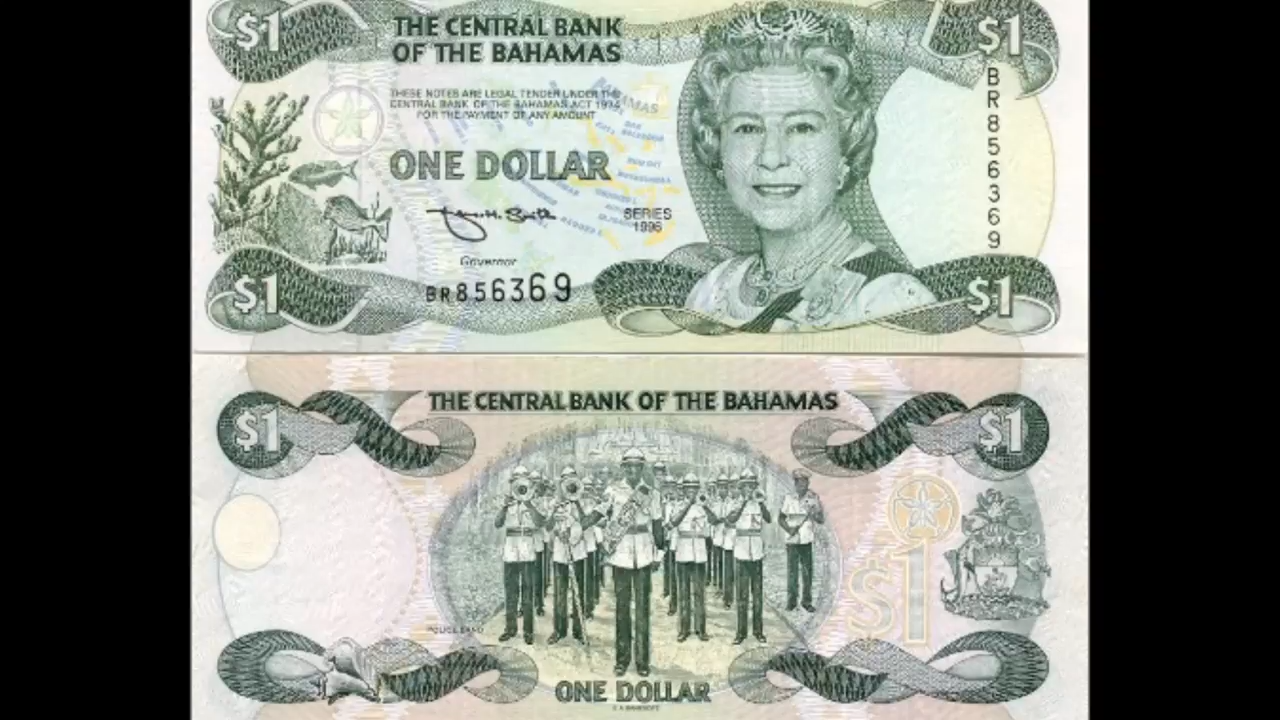 $1
THE CENTRAL BANK
OF THE BAHAMAS
$1
THESE NOTES ARE LEGAL TENDER UNDER THE
CENTRAL BANK OF THE BAHAMAS ACT 1974
FOR THE PAYMENT OF ANY AMOUNT
BAHAMAS
BR856369
ONE DOLLAR
SERIES
1996
Governor
BR856369
$1
$1
THE CENTRAL BANK OF THE BAHAMAS
$1
$1
$1
POLICE BAND
ONE DOLLAR